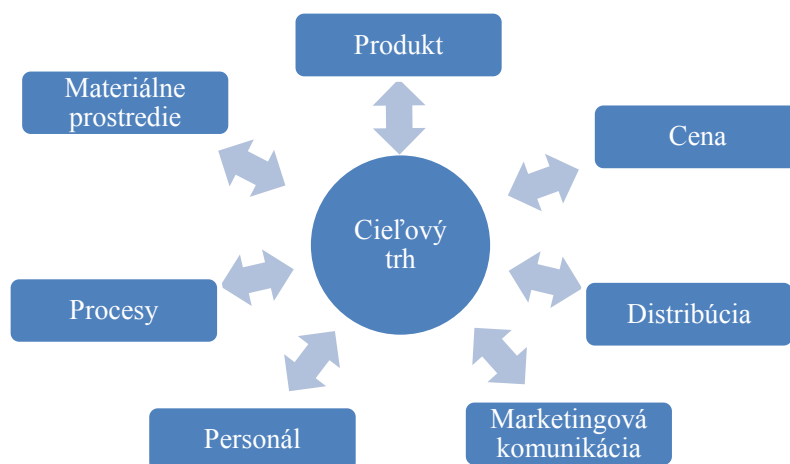 Produkt
Materiálne
prostredie
Cena
Cieľový
trh
Procesy
Distribúcia
Personál
Marketingová
komunikácia